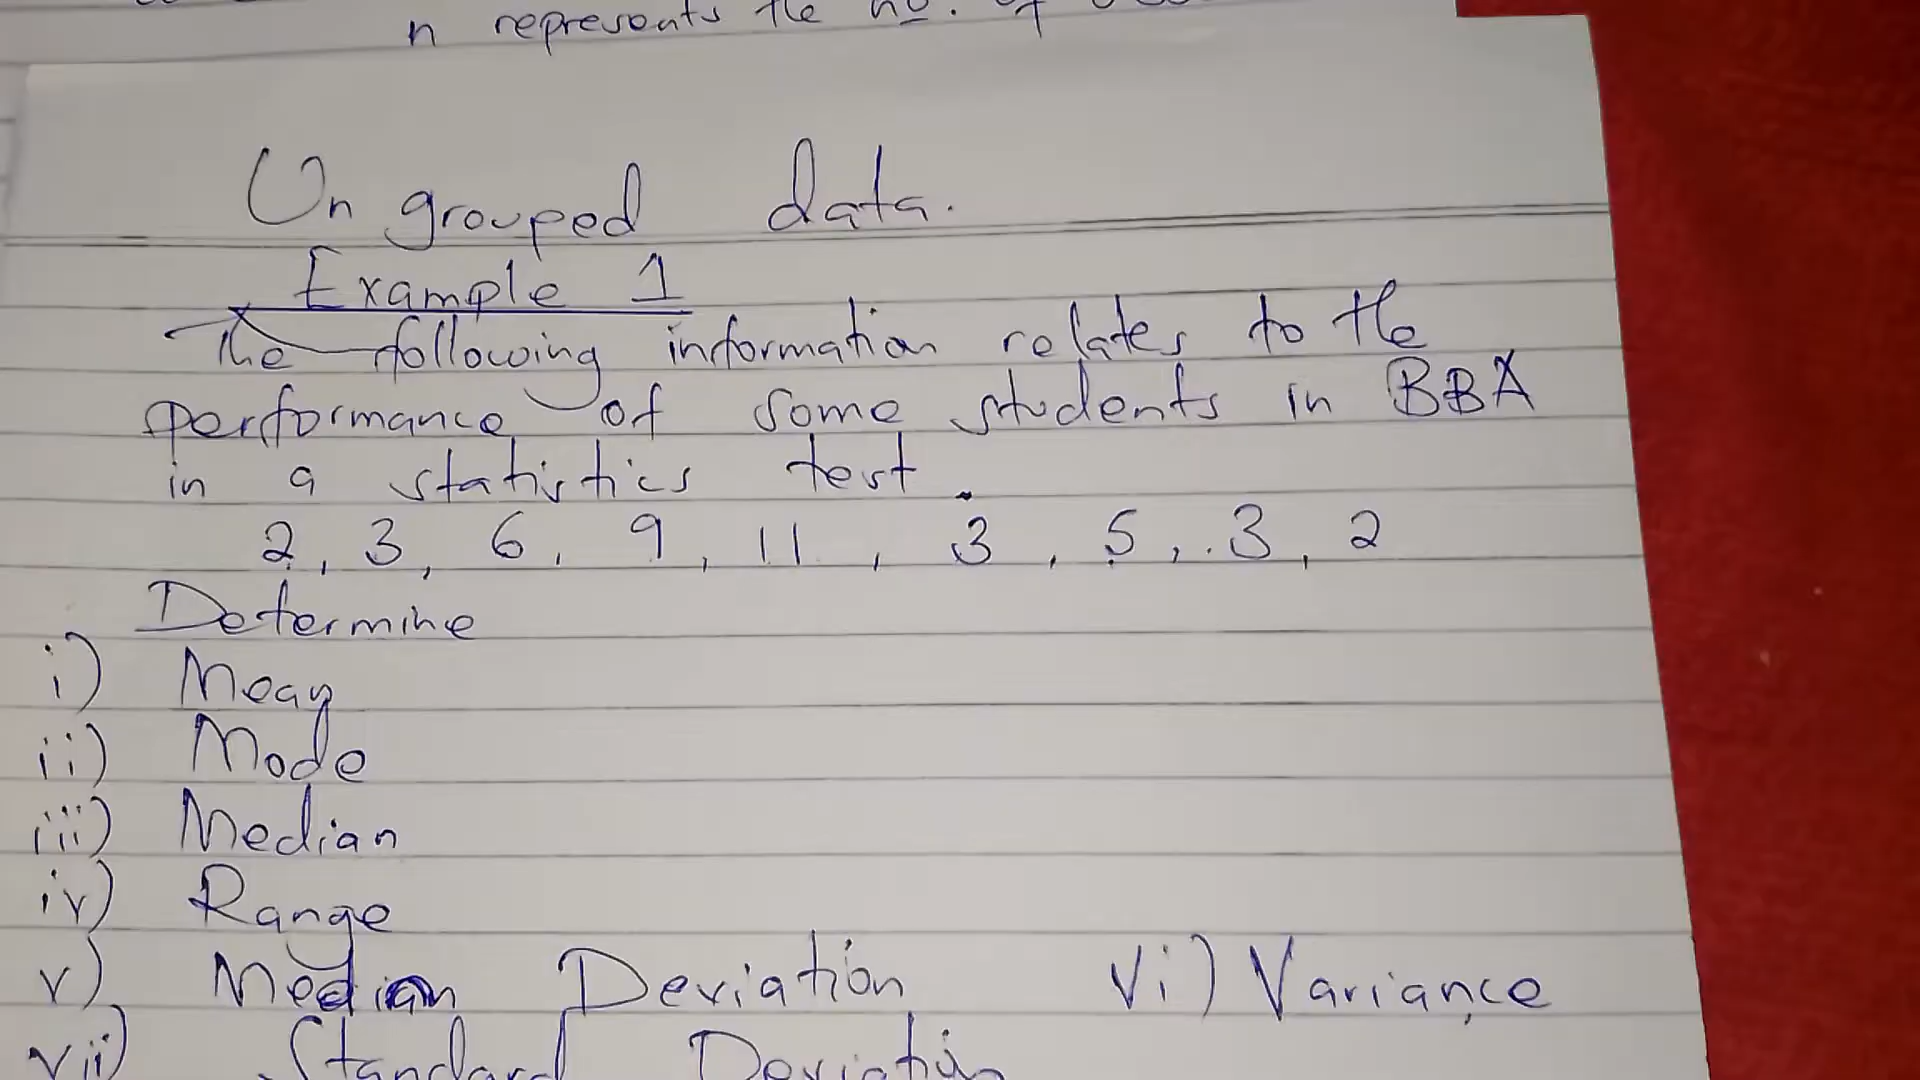 n represents the no. of
Un grouped data.
Example 1
The following information relates to the
performance of some students in BBA
in a statistics test.
2, 3, 6, 9, 11, 3, 5, 3, 2
Determine
i) Mean
ii) Mode
iii) Median
iv) Range
v) Median Deviation vi) Variance
vii) Standard Deviation